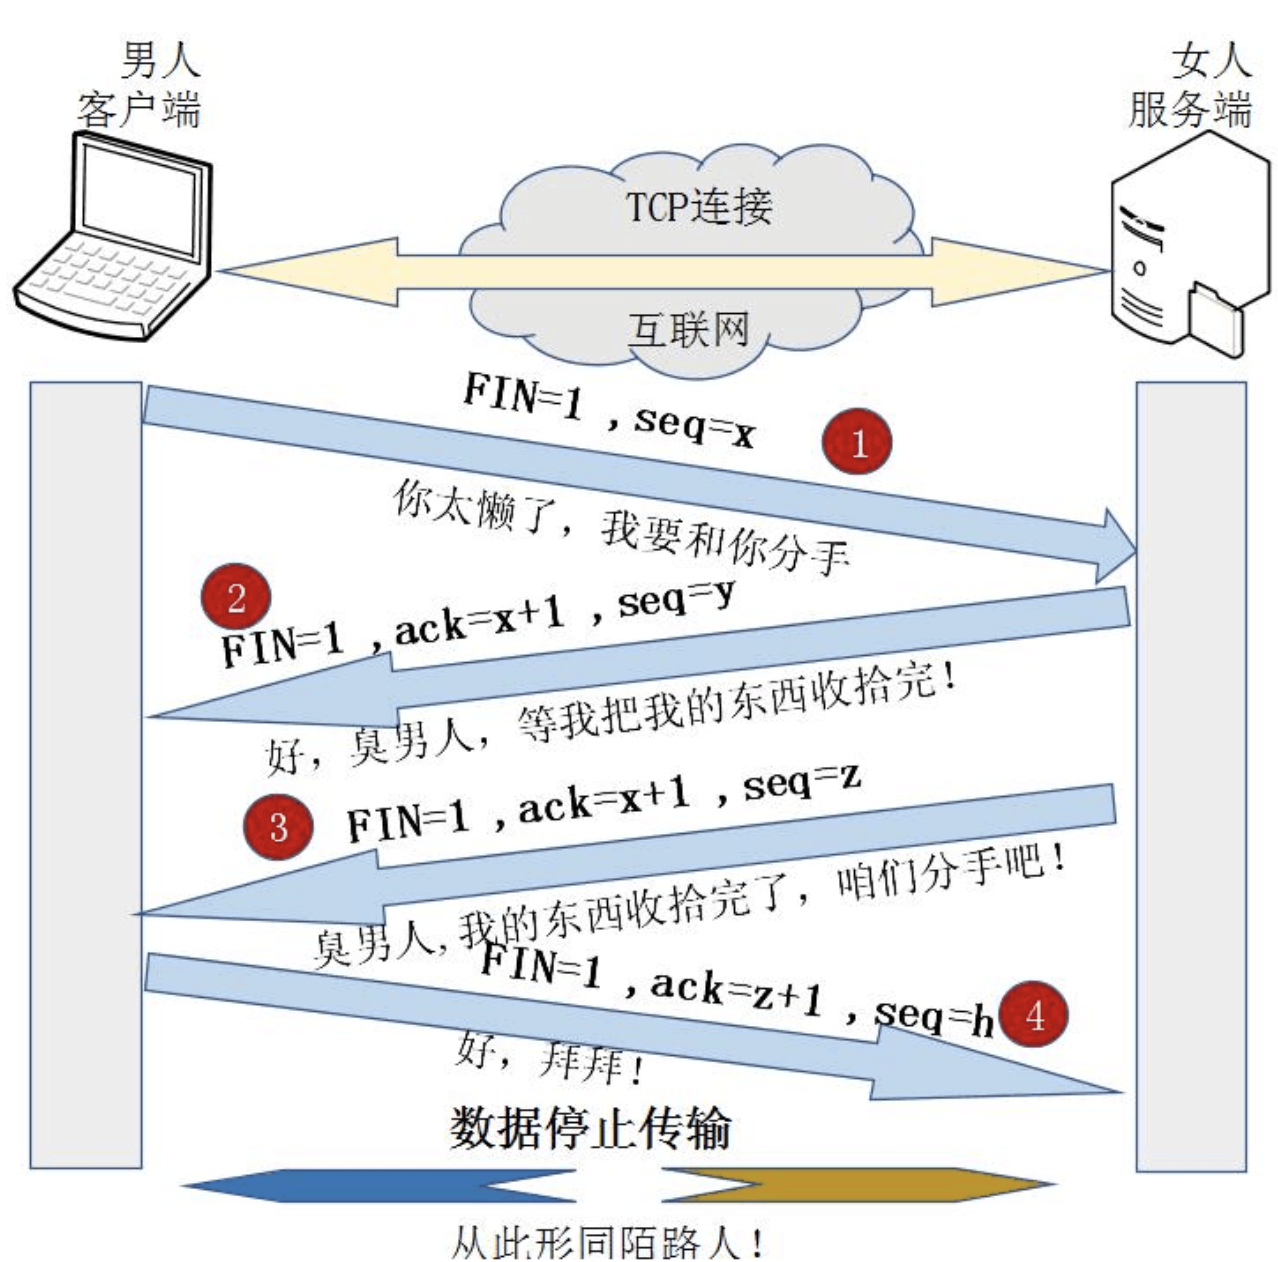 男人
客户端
女人
服务端
TCP连接
互联网
FIN=1 ,seq=x
1
你太懒了，我要和你分手
2
FIN=1 ,ack=x+1 ,seq=y
好，臭男人，等我把我的东西收拾完！
3
FIN=1 ,ack=x+1 ,seq=z
臭男人,我的东西收拾完了，咱们分手吧！
FIN=1 ,ack=z+1 ,seq=h
4
好，拜拜！
数据停止传输
从此形同陌路人！